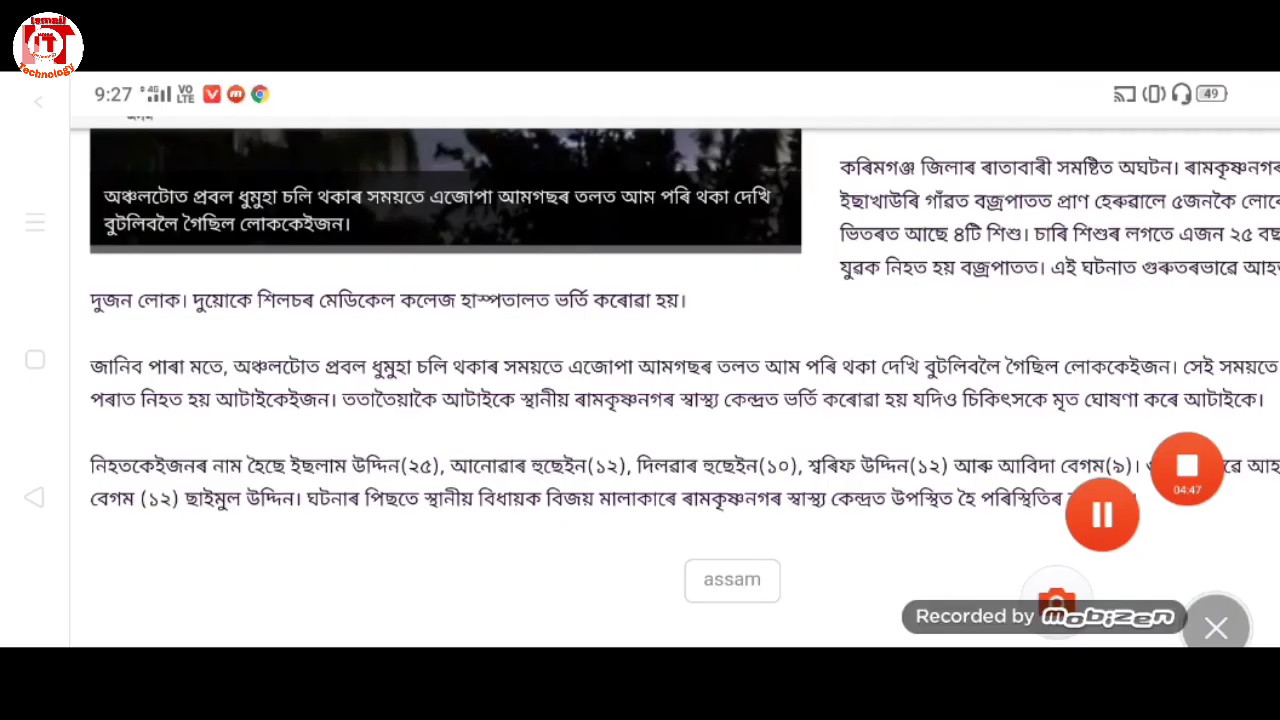 Ismail
IT
Technology
9:27
4G
VO
LTE
49
অঞ্চলটোত প্ৰবল ধুমুহা চলি থকাৰ সময়তে এজোপা আমগছৰ তলত আম পৰি থকা দেখি
বুটলিবলৈ গৈছিল লোককেইজন।
কৰিমগঞ্জ জিলাৰ ৰাতাবাৰী সমষ্টিত অঘটন। ৰামকৃষ্ণনগৰ
ইছাখাউৰি গাঁৱত বজ্ৰপাতত প্ৰাণ হেৰুৱালে ৫জনকৈ
ভিতৰত আছে ৪টি শিশু। চাৰি শিশুৰ লগতে এজন ২৫
যুৱক নিহত হয় বজ্ৰপাতত। এই ঘটনাত গুৰুতৰভাৱে
দুজন লোক। দুয়োকে শিলচৰ মেডিকেল কলেজ হাস্পতালত ভৰ্তি কৰোৱা হয়।
জানিব পাৰা মতে, অঞ্চলটোত প্ৰবল ধুমুহা চলি থকাৰ সময়তে এজোপা আমগছৰ তলত আম পৰি থকা দেখি বুটলিবলৈ গৈছিল লোককেইজন। সেই সময়তে
পৰাত নিহত হয় আটাইকেইজন। ততাতৈয়াকৈ আটাইকে স্থানীয় ৰামকৃষ্ণনগৰ স্বাস্থ্য কেন্দ্ৰত ভৰ্তি কৰোৱা হয় যদিও চিকিৎসকে মৃত ঘোষণা কৰে আটাইকে।
নিহতকেইজনৰ নাম হৈছে ইছলাম উদ্দিন(২৫), আনোৱাৰ হুছেইন(১২), দিলৱাৰ হুছেইন(১০), শ্বৰিফ উদ্দিন(১২) আৰু আবিদা বেগম(৯)।
বেগম (১২) ছাইমুল উদ্দিন। ঘটনাৰ পিছতে স্থানীয় বিধায়ক বিজয় মালাকাৰে ৰামকৃষ্ণনগৰ স্বাস্থ্য কেন্দ্ৰত উপস্থিত হৈ পৰিস্থিতিৰ
04:47
assam
Recorded by mobizen